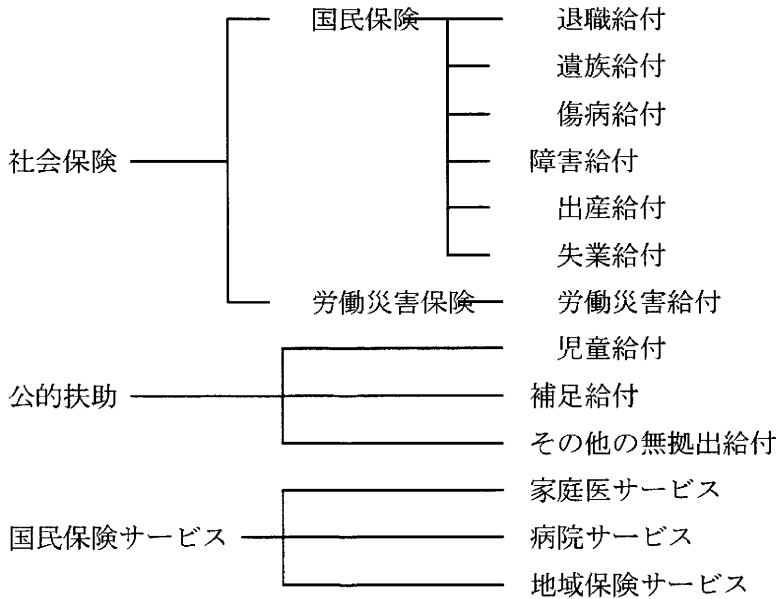 国民保険 退職給付
遺族給付
傷病給付
社会保険 障害給付
出産給付
失業給付
労働災害保険 労働災害給付
児童給付
公的扶助 補足給付
その他の無拠出給付
家庭医サービス
国民保険サービス 病院サービス
地域保険サービス